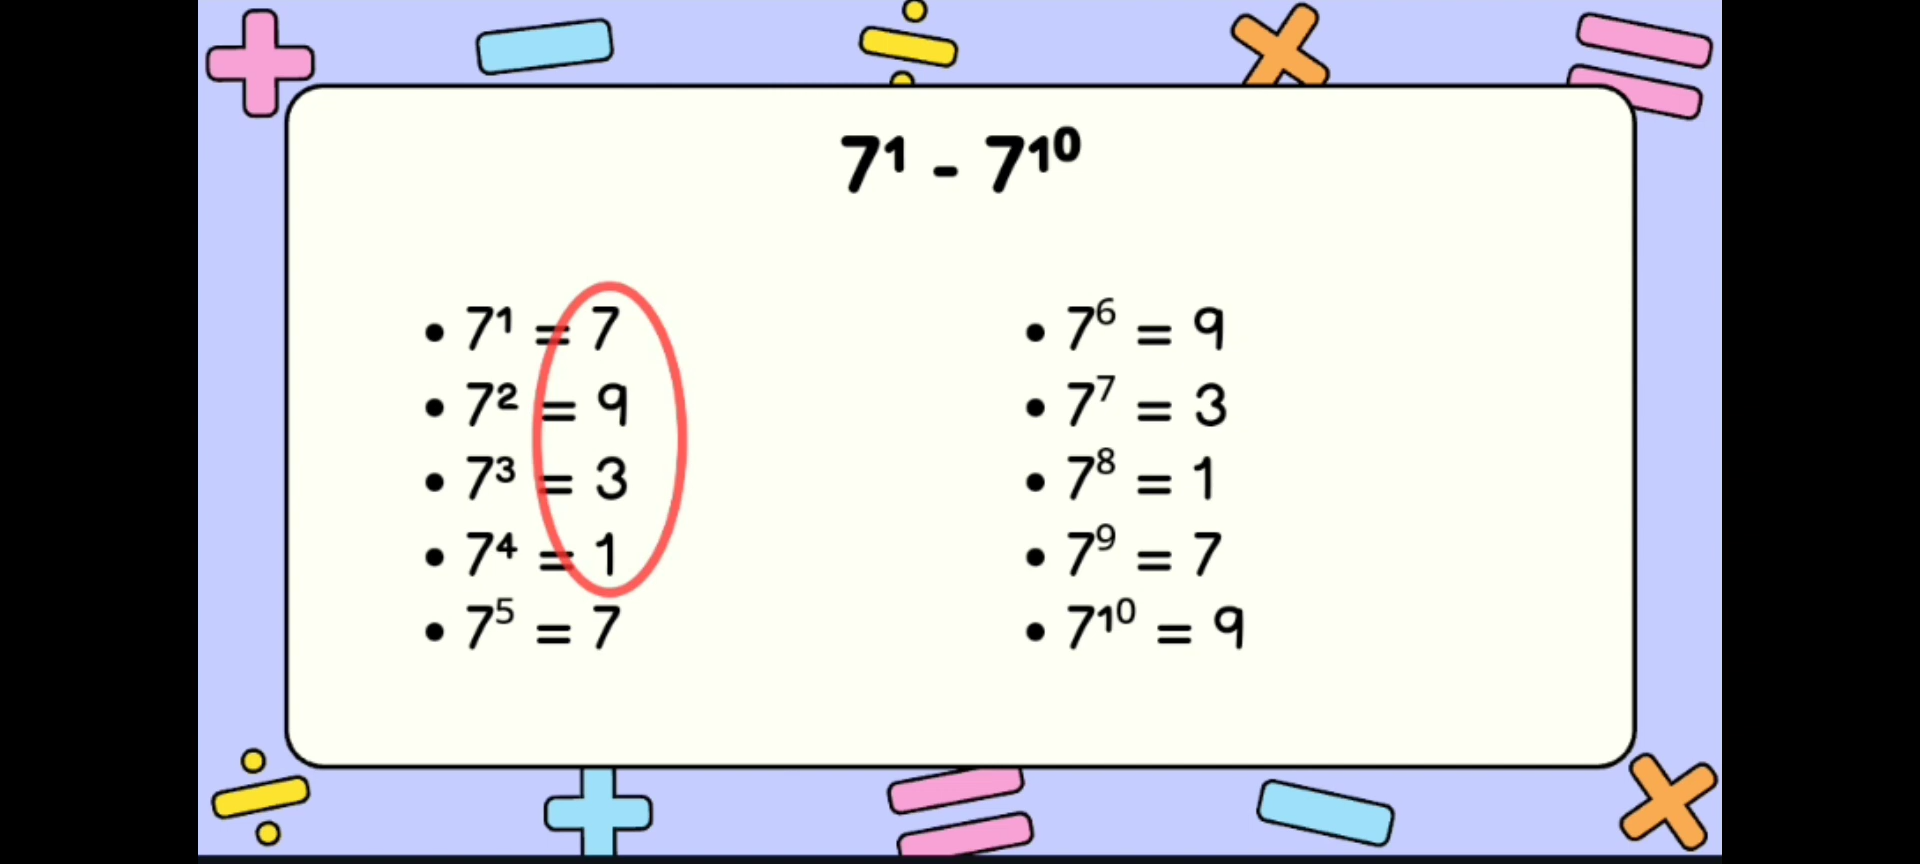 7¹ - 7¹⁰
• 7¹ = 7
• 7² = 9
• 7³ = 3
• 7⁴ = 1
• 7⁵ = 7
• 7⁶ = 9
• 7⁷ = 3
• 7⁸ = 1
• 7⁹ = 7
• 7¹⁰ = 9